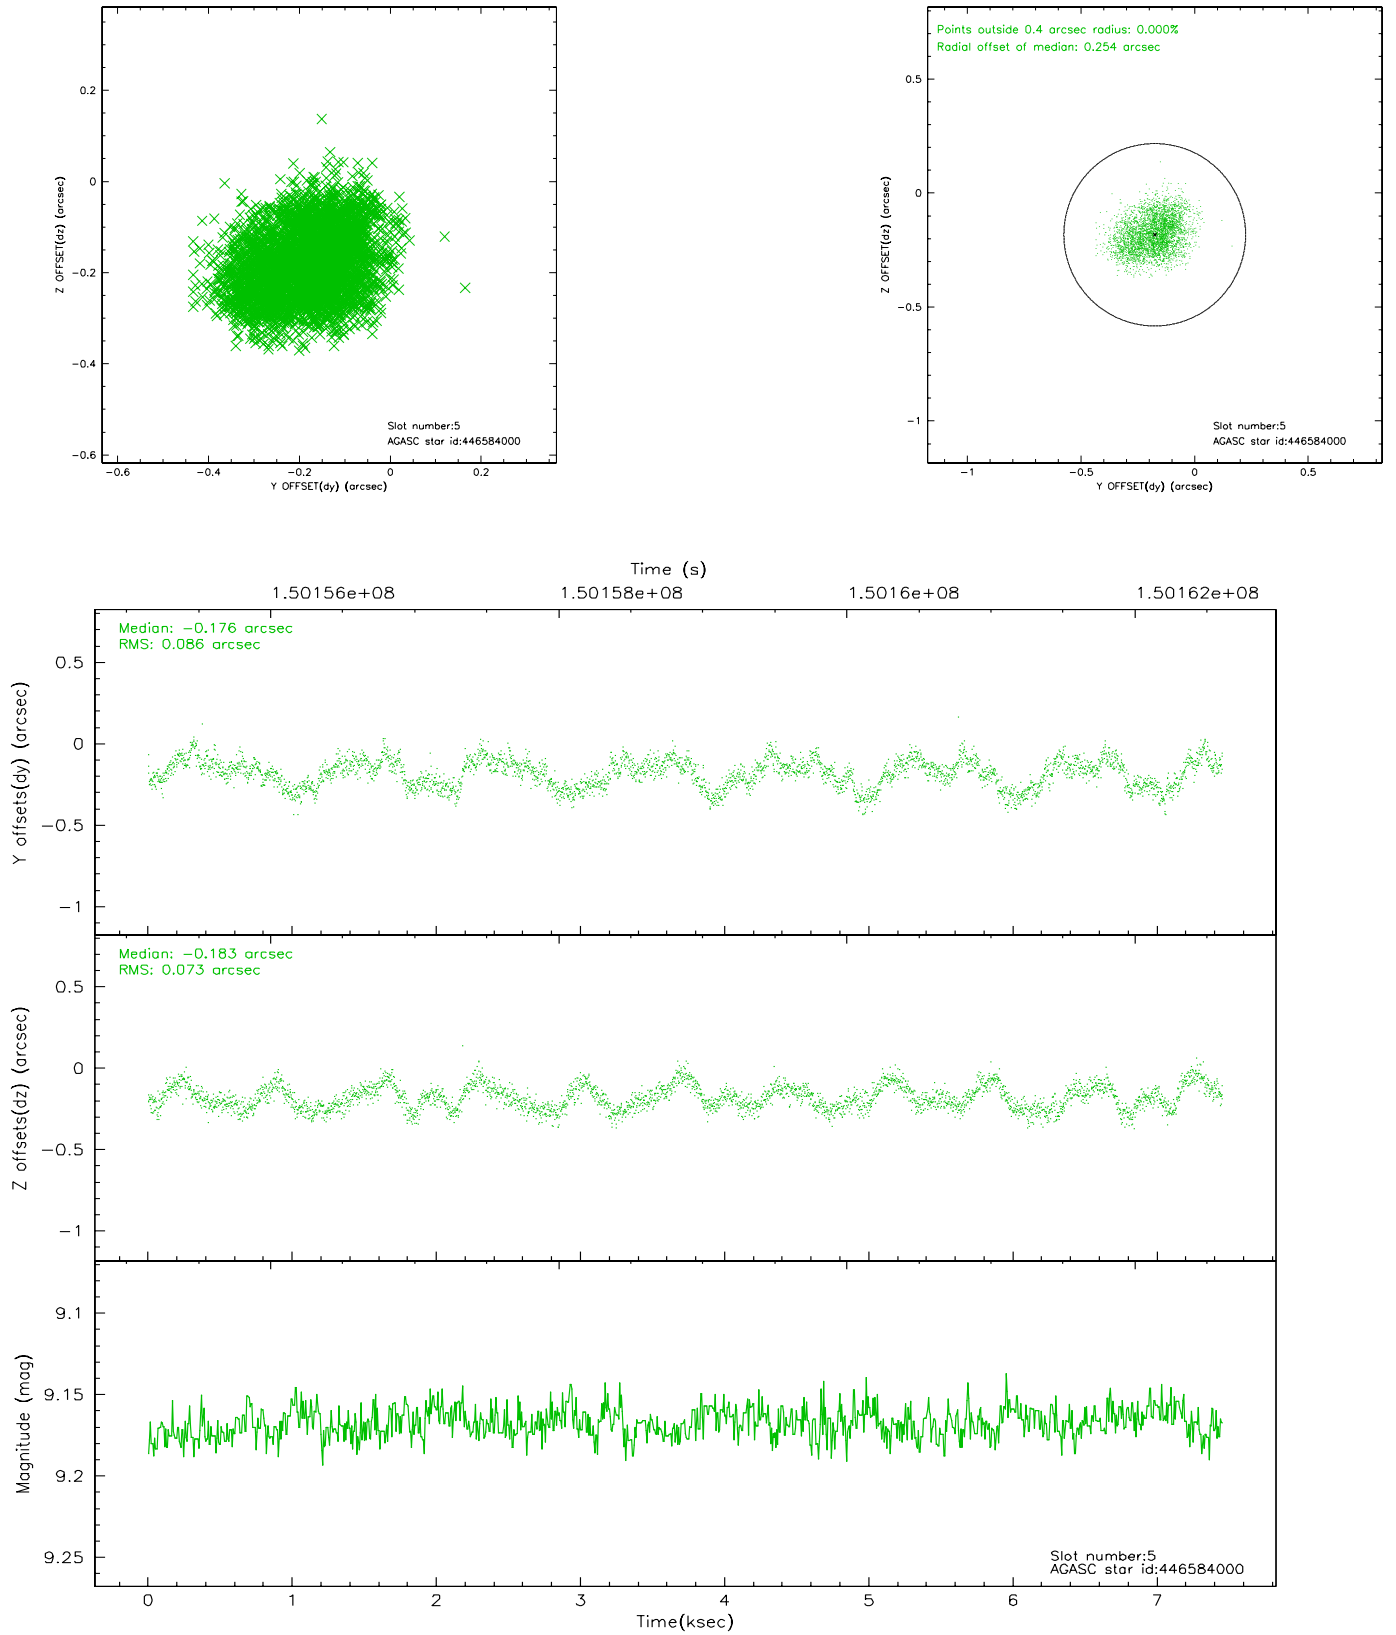 0.2
0
−0.2
−0.4
−0.6
Z OFFSET(dz) (arcsec)
Slot number:5
AGASC star id:446584000
−0.6 −0.4 −0.2 0 0.2
Y OFFSET(dy) (arcsec)
Points outside 0.4 arcsec radius: 0.000%
Radial offset of median: 0.254 arcsec
0.5
0
−0.5
−1
Z OFFSET(dz) (arcsec)
Slot number:5
AGASC star id:446584000
−1 −0.5 0 0.5
Y OFFSET(dy) (arcsec)
Time (s)
1.50156e+08 1.50158e+08 1.5016e+08 1.50162e+08
Median: −0.176 arcsec
RMS: 0.086 arcsec
0.5
0
−0.5
−1
Y offsets(dy) (arcsec)
Median: −0.183 arcsec
RMS: 0.073 arcsec
0.5
0
−0.5
−1
Z offsets(dz) (arcsec)
9.1
9.15
9.2
9.25
Magnitude (mag)
Slot number:5
AGASC star id:446584000
0 1 2 3 4 5 6 7
Time(ksec)